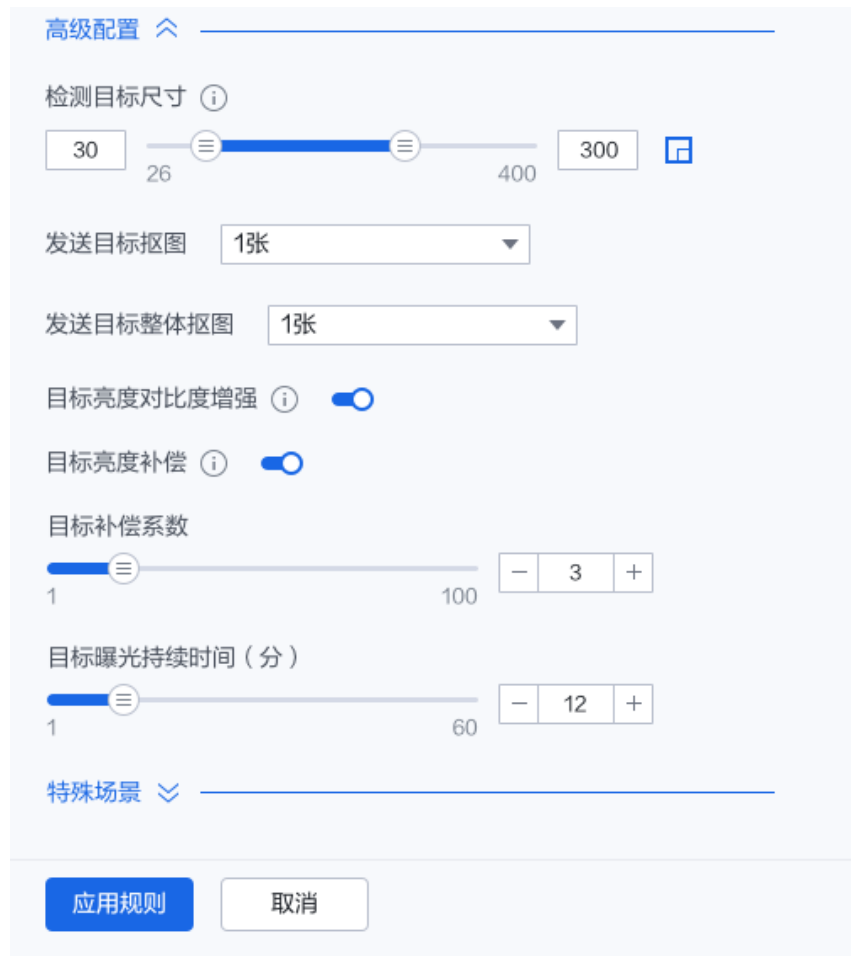 高级配置
检测目标尺寸
30 26 400 300
发送目标抠图 1张
发送目标整体抠图 1张
目标亮度对比度增强
目标亮度补偿
目标补偿系数
1 100 − 3 +
目标曝光持续时间（分）
1 60 − 12 +
特殊场景
应用规则 取消